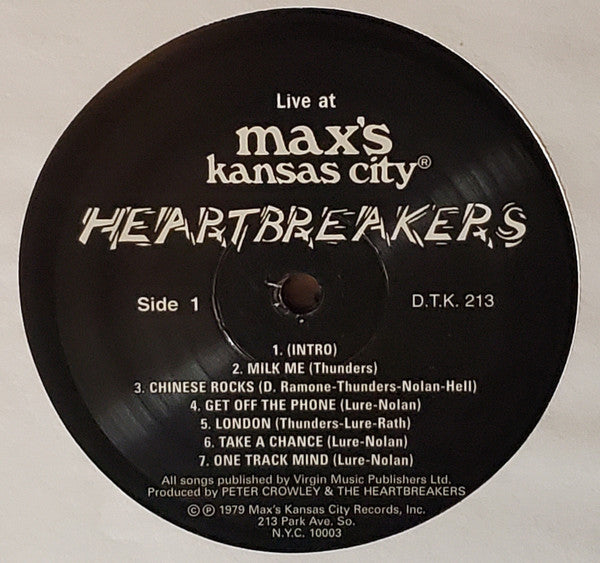 Live at
max's
kansas city®
HEARTBREAKERS
Side 1
D.T.K. 213
1. (INTRO)
2. MILK ME (Thunders)
3. CHINESE ROCKS (D. Ramone-Thunders-Nolan-Hell)
4. GET OFF THE PHONE (Lure-Nolan)
5. LONDON (Thunders-Lure-Rath)
6. TAKE A CHANCE (Lure-Nolan)
7. ONE TRACK MIND (Lure-Nolan)
All songs published by Virgin Music Publishers Ltd.
Produced by PETER CROWLEY & THE HEARTBREAKERS
©℗ 1979 Max's Kansas City Records, Inc.
213 Park Ave. So.
N.Y.C. 10003